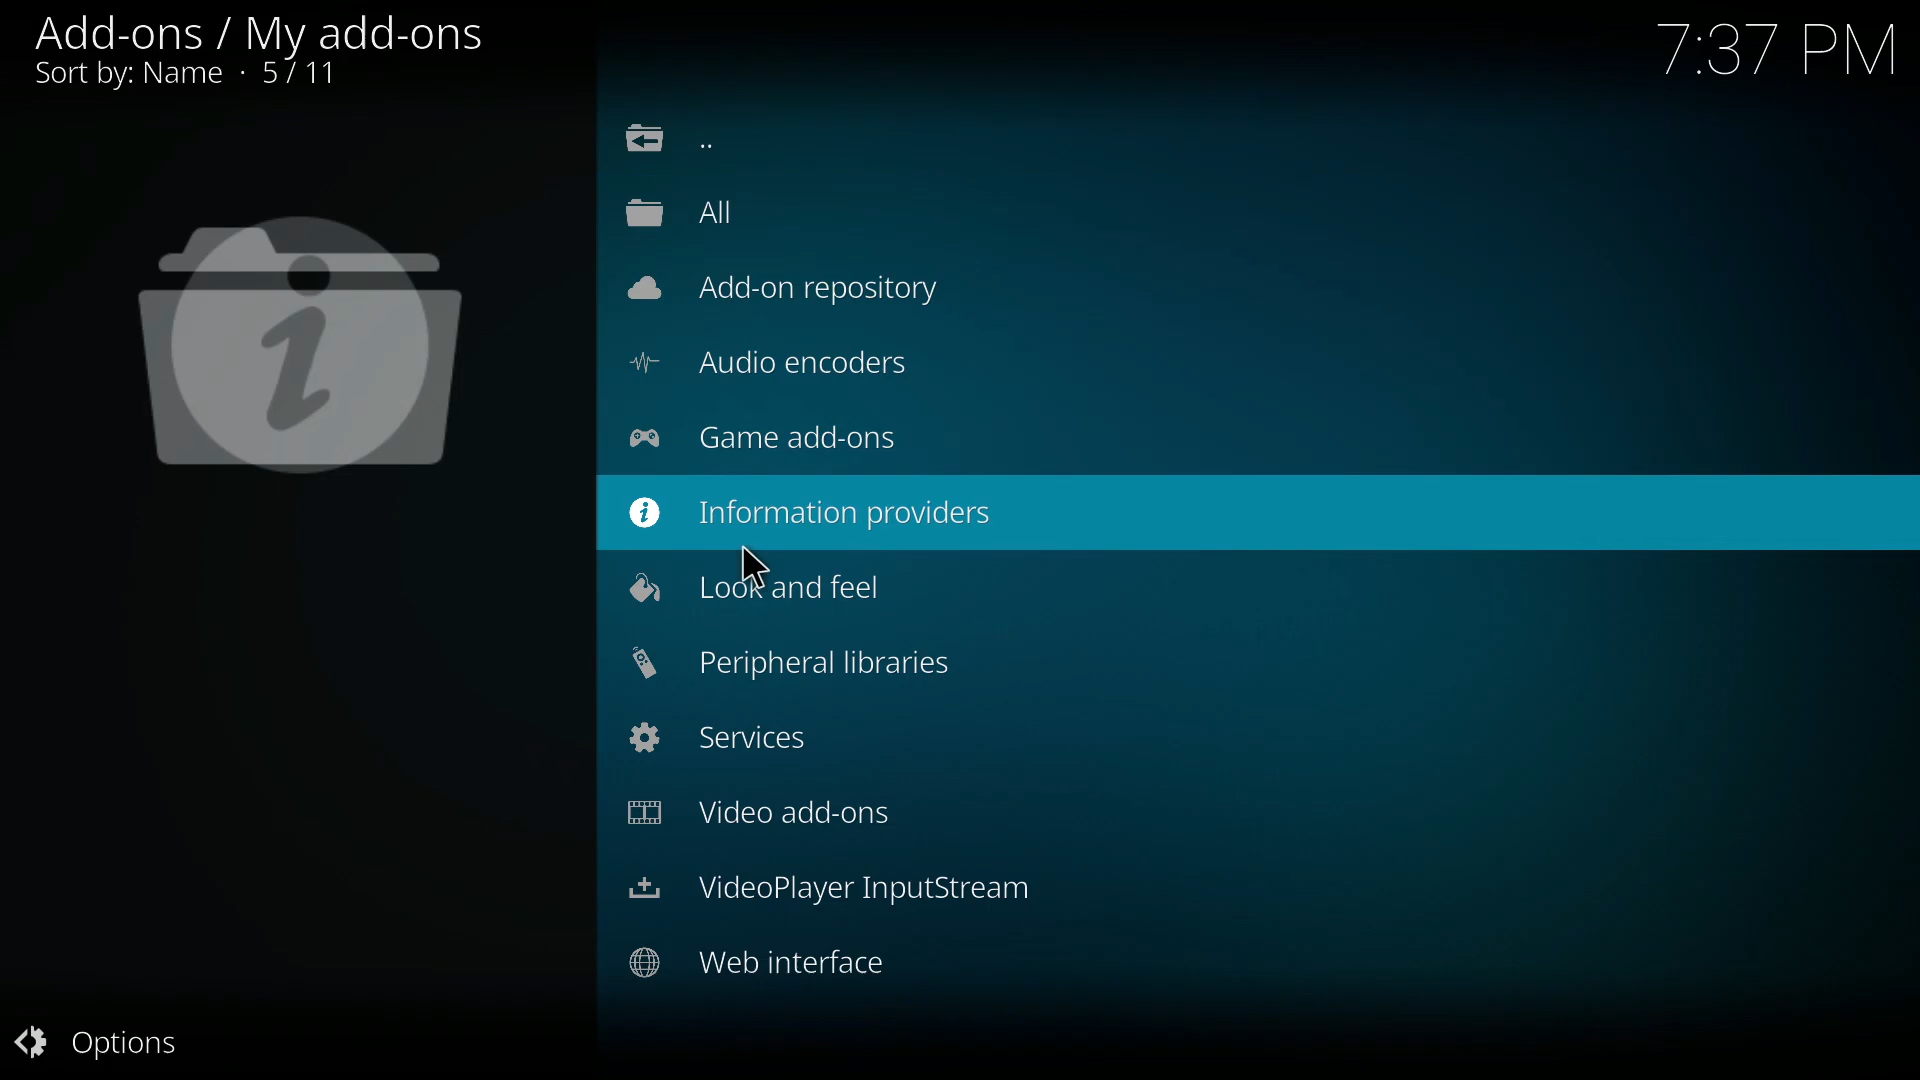 Add-ons / My add-ons
Sort by: Name · 5 / 11
7:37 PM
..
All
Add-on repository
Audio encoders
Game add-ons
Information providers
Look and feel
Peripheral libraries
Services
Video add-ons
VideoPlayer InputStream
Web interface
Options